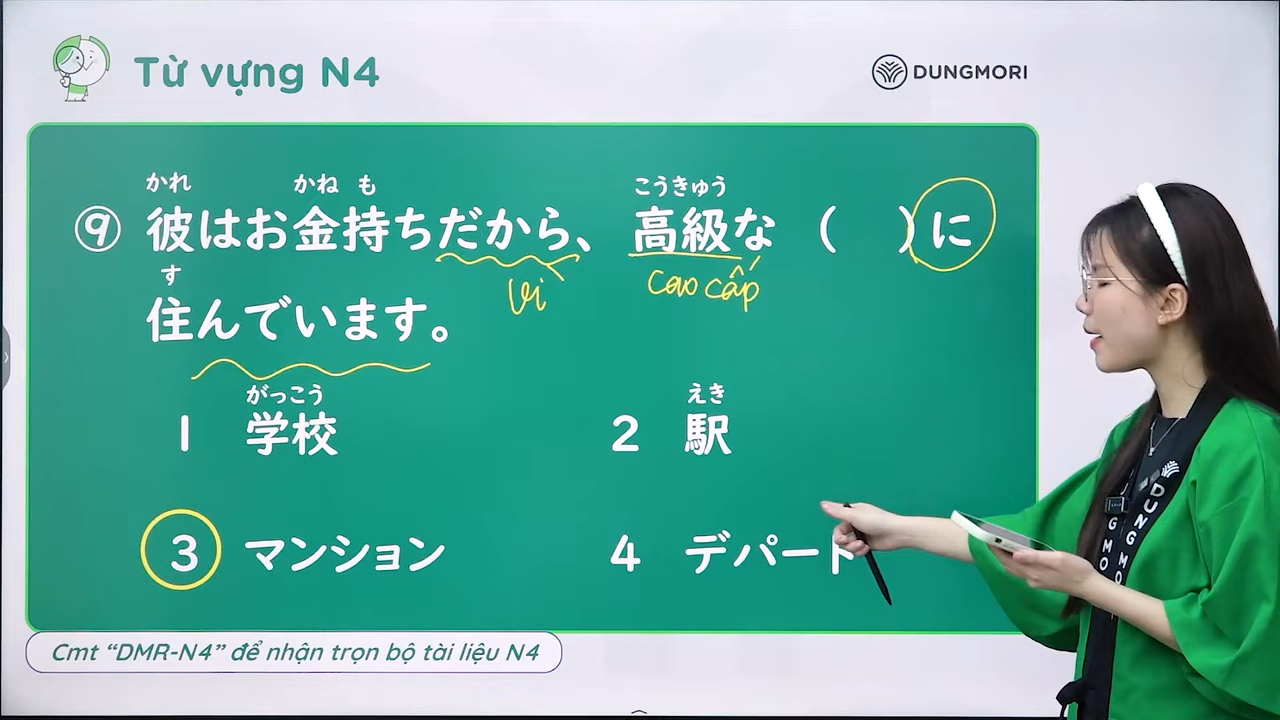 Từ vựng N4
DUNGMORI
かれ かね も こうきゅう
⑨ 彼はお金持ちだから、高級な ( )に
vì cao cấp
す
住んでいます。
がっこう えき
1 学校 2 駅
3 マンション 4 デパート
DUNGMO
G MO
Cmt “DMR-N4” để nhận trọn bộ tài liệu N4